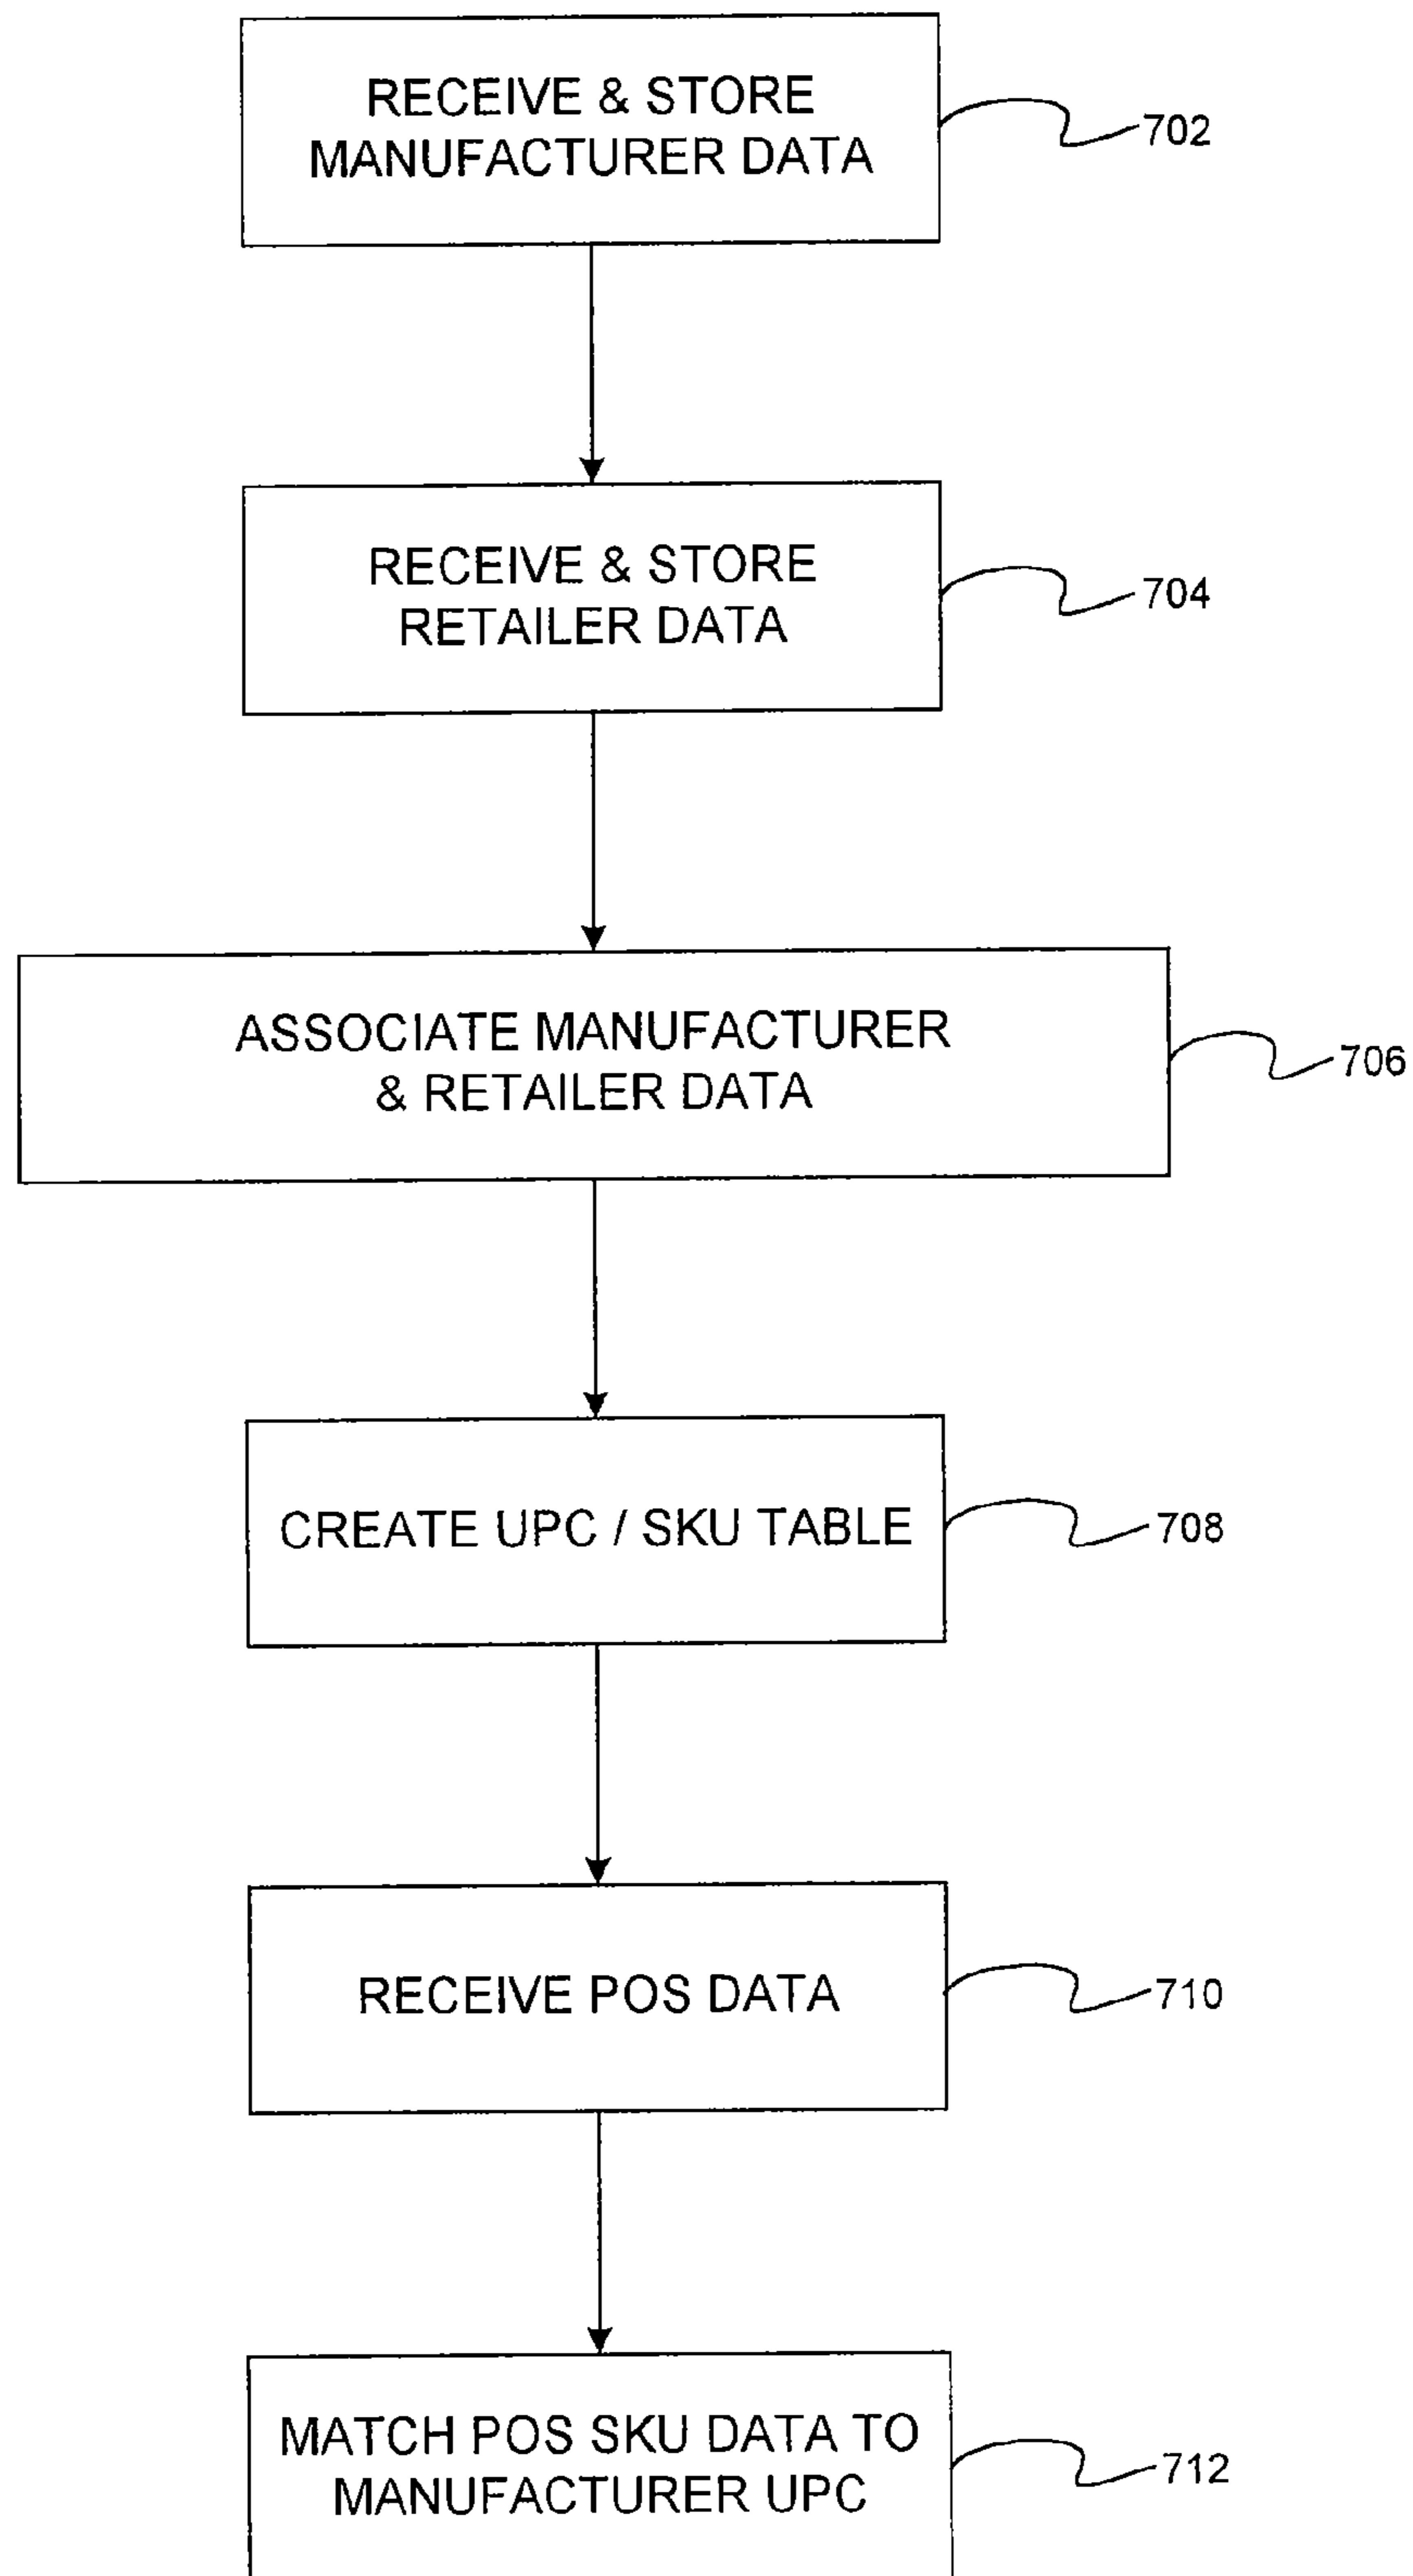 RECEIVE & STORE
MANUFACTURER DATA
702
RECEIVE & STORE
RETAILER DATA
704
ASSOCIATE MANUFACTURER
& RETAILER DATA
706
CREATE UPC / SKU TABLE
708
RECEIVE POS DATA
710
MATCH POS SKU DATA TO
MANUFACTURER UPC
712